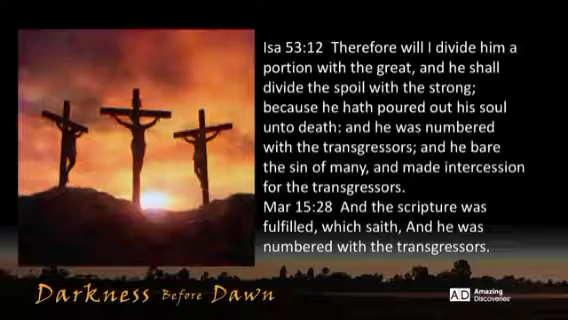 Isa 53:12  Therefore will I divide him a
portion with the great, and he shall
divide the spoil with the strong;
because he hath poured out his soul
unto death: and he was numbered
with the transgressors; and he bare
the sin of many, and made intercession
for the transgressors.
Mar 15:28  And the scripture was
fulfilled, which saith, And he was
numbered with the transgressors.
Darkness Before Dawn
AD Amazing
Discoveries